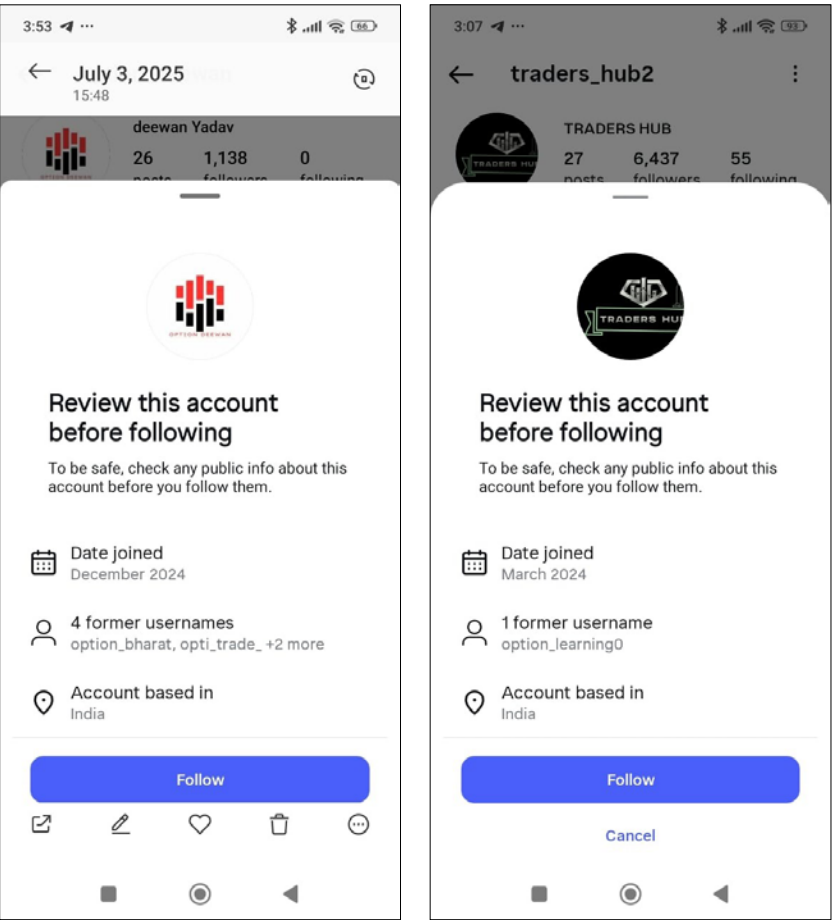 3:53 ...
66
July 3, 2025
15:48
deewan Yadav
26 1,138 0
posts followers following
OPTION DEEWAN
Review this account
before following
To be safe, check any public info about this
account before you follow them.
Date joined
December 2024
4 former usernames
option_bharat, opti_trade_ +2 more
Account based in
India
Follow
3:07 ...
93
traders_hub2
TRADERS HUB
27 6,437 55
posts followers following
TRADERS HU
TRADERS HU
Review this account
before following
To be safe, check any public info about this
account before you follow them.
Date joined
March 2024
1 former username
option_learning0
Account based in
India
Follow
Cancel